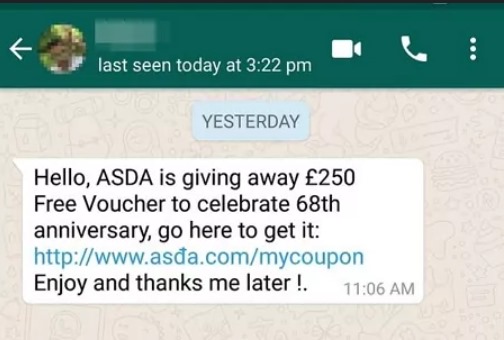 last seen today at 3:22 pm
YESTERDAY
Hello, ASDA is giving away £250
Free Voucher to celebrate 68th
anniversary, go here to get it:
http://www.asđa.com/mycoupon
Enjoy and thanks me later !.
11:06 AM